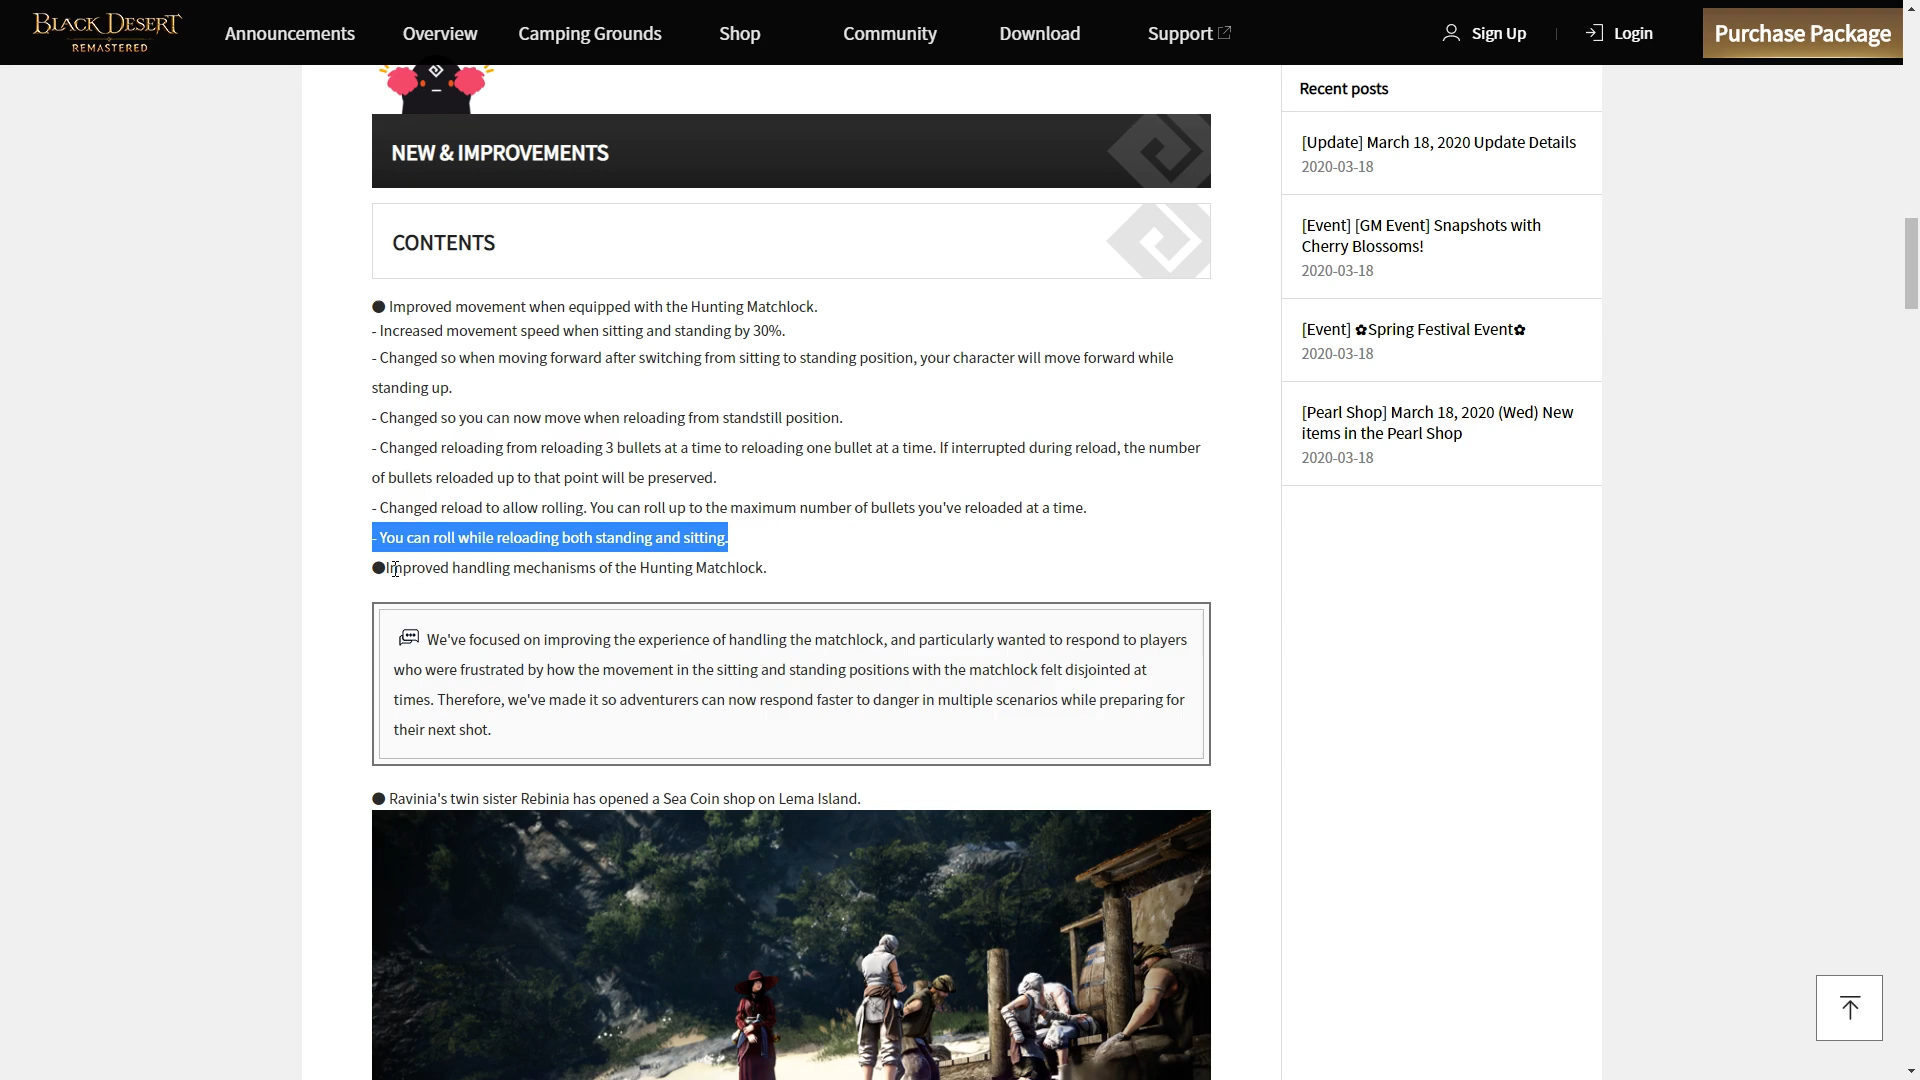 BLACK DESERT
REMASTERED
Announcements
Overview
Camping Grounds
Shop
Community
Download
Support
Sign Up
Login
Purchase Package
NEW & IMPROVEMENTS
CONTENTS
● Improved movement when equipped with the Hunting Matchlock.
- Increased movement speed when sitting and standing by 30%.
- Changed so when moving forward after switching from sitting to standing position, your character will move forward while
standing up.
- Changed so you can now move when reloading from standstill position.
- Changed reloading from reloading 3 bullets at a time to reloading one bullet at a time. If interrupted during reload, the number
of bullets reloaded up to that point will be preserved.
- Changed reload to allow rolling. You can roll up to the maximum number of bullets you've reloaded at a time.
- You can roll while reloading both standing and sitting.
●Improved handling mechanisms of the Hunting Matchlock.
We've focused on improving the experience of handling the matchlock, and particularly wanted to respond to players
who were frustrated by how the movement in the sitting and standing positions with the matchlock felt disjointed at
times. Therefore, we've made it so adventurers can now respond faster to danger in multiple scenarios while preparing for
their next shot.
● Ravinia's twin sister Rebinia has opened a Sea Coin shop on Lema Island.
Recent posts
[Update] March 18, 2020 Update Details
2020-03-18
[Event] [GM Event] Snapshots with
Cherry Blossoms!
2020-03-18
[Event] ✿Spring Festival Event✿
2020-03-18
[Pearl Shop] March 18, 2020 (Wed) New
items in the Pearl Shop
2020-03-18